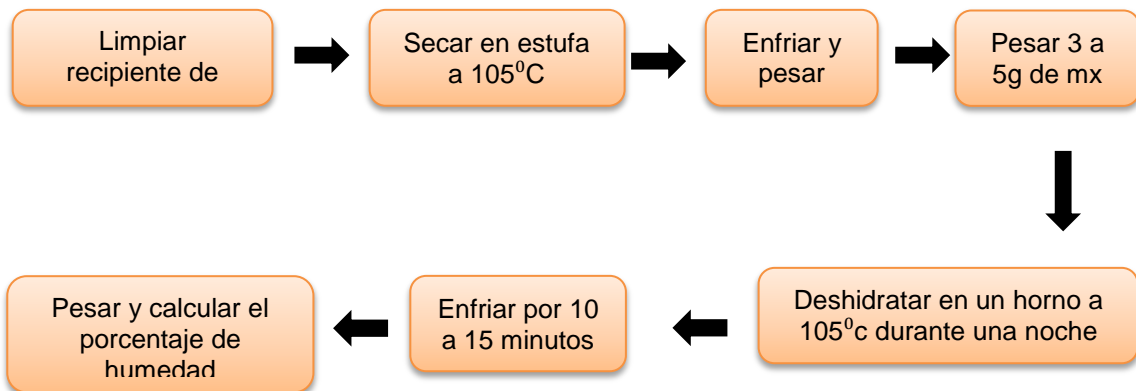 Limpiar
recipiente de
Secar en estufa
a 105⁰C
Enfriar y
pesar
Pesar 3 a
5g de mx
Deshidratar en un horno a
105⁰c durante una noche
Enfriar por 10
a 15 minutos
Pesar y calcular el
porcentaje de
humedad